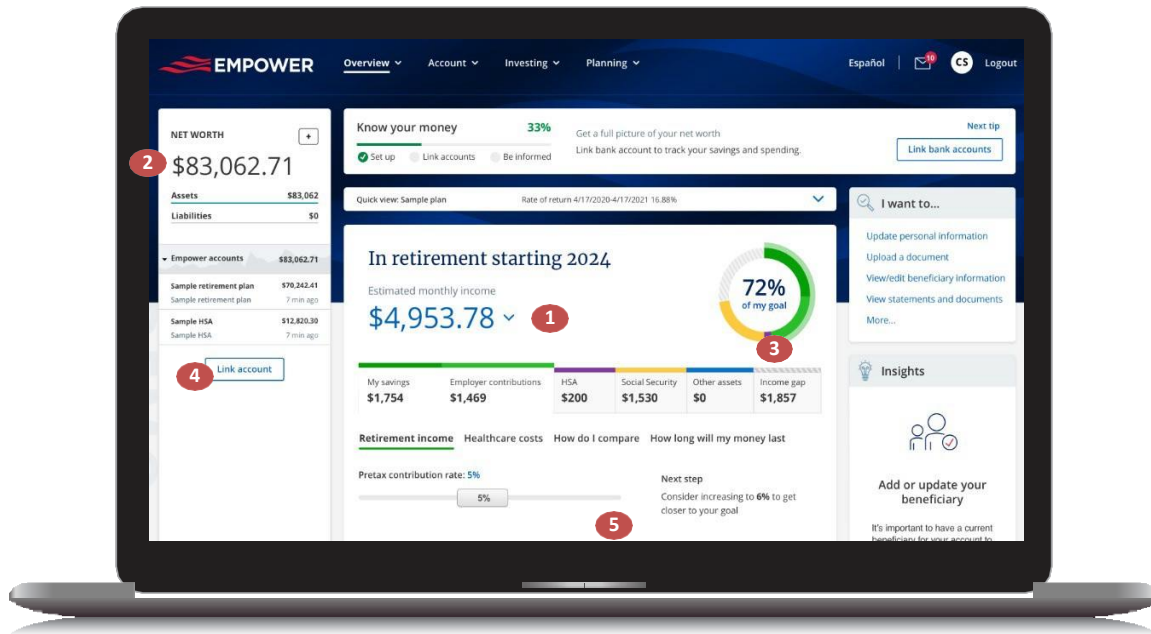 EMPOWER
Overview
Account
Investing
Planning
Español
10
CS
Logout
NET WORTH
+
2
$83,062.71
Assets $83,062
Liabilities $0
Empower accounts $83,062.71
Sample retirement plan $70,242.41
Sample retirement plan 7 min ago
Sample HSA $12,820.30
Sample HSA 7 min ago
4
Link account
Know your money 33%
Set up Link accounts Be informed
Get a full picture of your net worth
Link bank account to track your savings and spending.
Next tip
Link bank accounts
Quick view: Sample plan Rate of return 4/17/2020-4/17/2021 16.88%
In retirement starting 2024
Estimated monthly income
$4,953.78
1
72%
of my goal
3
My savings
$1,754
Employer contributions
$1,469
HSA
$200
Social Security
$1,530
Other assets
$0
Income gap
$1,857
Retirement income Healthcare costs How do I compare How long will my money last
Pretax contribution rate: 5%
5%
Next step
Consider increasing to 6% to get
closer to your goal
5
I want to...
Update personal information
Upload a document
View/edit beneficiary information
View statements and documents
More...
Insights
Add or update your
beneficiary
It's important to have a current
beneficiary for your account to